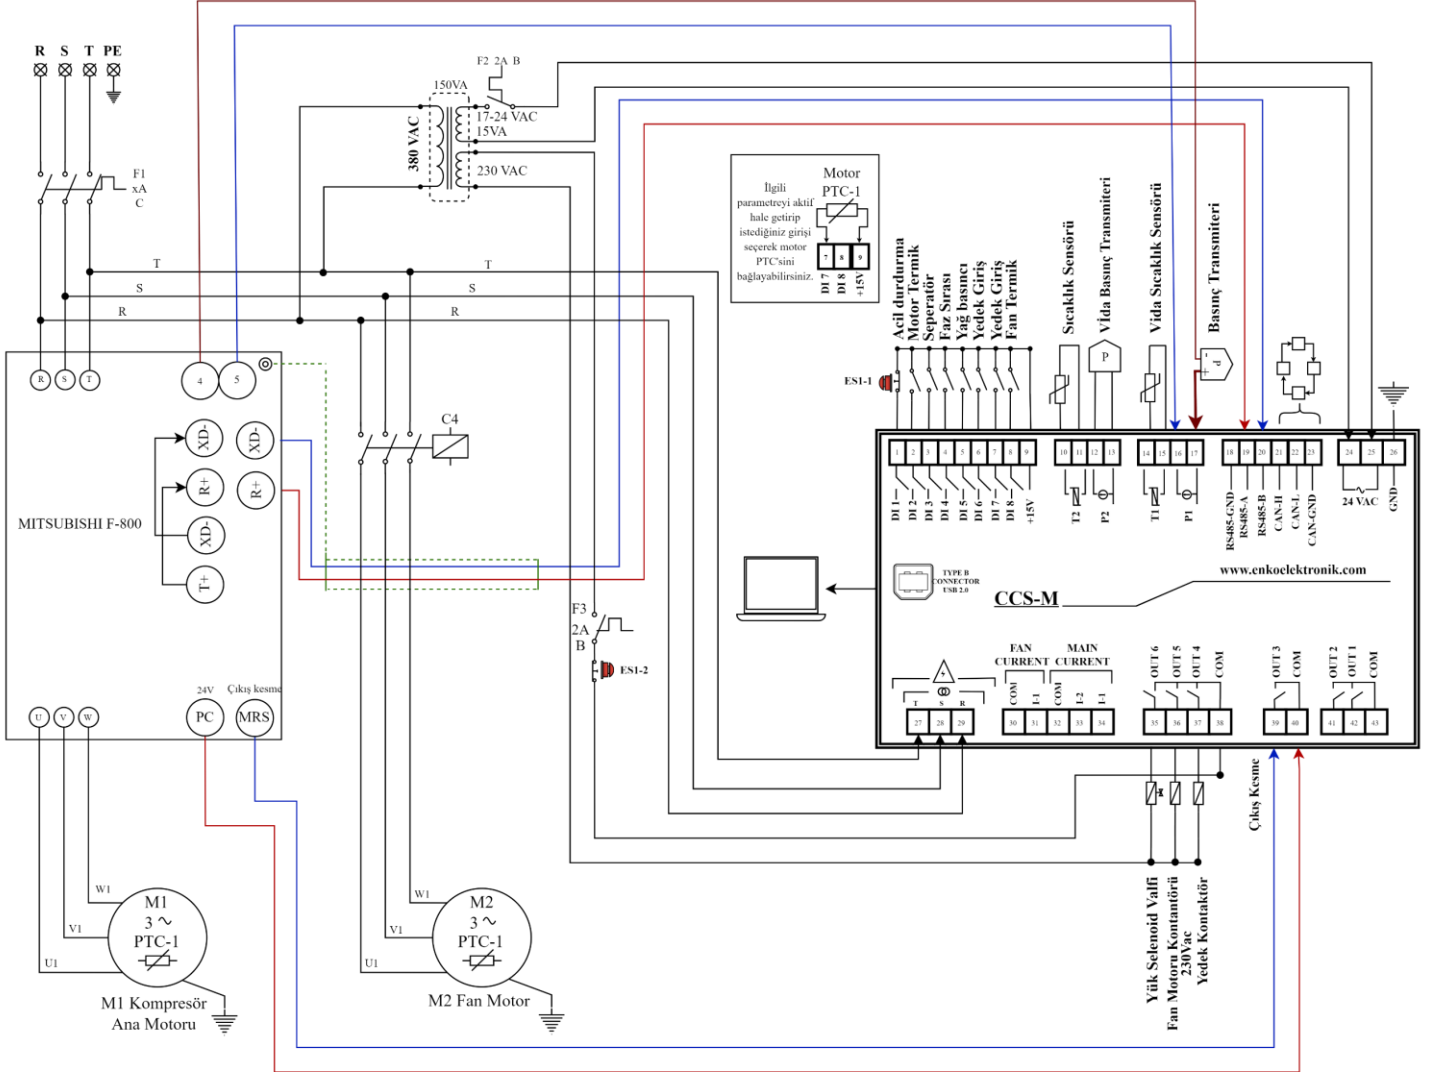 R S T PE
F1
xA
C
150VA
380 VAC
F2 2A B
17-24 VAC
15VA
230 VAC
T
T
S
S
R
R
R S T
4 5
XD- XD-
R+ R+
XD-
T+
MITSUBISHI F-800
24V
Çıkış kesme
PC MRS
U V W
W1
V1
U1
M1
3 ~
PTC-1
M1 Kompresör
Ana Motoru
C4
W1
V1
U1
M2
3 ~
PTC-1
M2 Fan Motor
F3
2A
B
ES1-2
İlgili
parametreyi aktif
hale getirip
istediğiniz girişi
seçerek motor
PTC'sini
bağlayabilirsiniz.
Motor
PTC-1
7 8 9
DI 7
DI 8
+15V
Acil durdurma
Motor Termik
Seperatör
Faz Sırası
Yağ basıncı
Yedek Giriş
Yedek Giriş
Fan Termik
ES1-1
Sıcaklık Sensörü
Vida Basınç Transmiteri
P
Vida Sıcaklık Sensörü
Basınç Transmiteri
- P +
1 2 3 4 5 6 7 8 9
10 11 12 13
14 15 16 17
18 19 20 21 22 23
24 25 26
DI 1
DI 2
DI 3
DI 4
DI 5
DI 6
DI 7
DI 8
+15V
T2
P2
T1
P1
RS485-GND
RS485-A
RS485-B
CAN-H
CAN-L
CAN-GND
24 VAC
GND
TYPE B
CONNECTOR
USB 2.0
CCS-M
www.enkoelektronik.com
T S R
27 28 29
FAN
CURRENT
MAIN
CURRENT
COM
I-1
COM
I-2
I-1
30 31 32 33 34
OUT 6
OUT 5
OUT 4
COM
35 36 37 38
OUT 3
COM
39 40
OUT 2
OUT 1
COM
41 42 43
Çıkış Kesme
Yük Selenoid Valfi
Fan Motoru Kontantörü
230Vac
Yedek Kontaktör